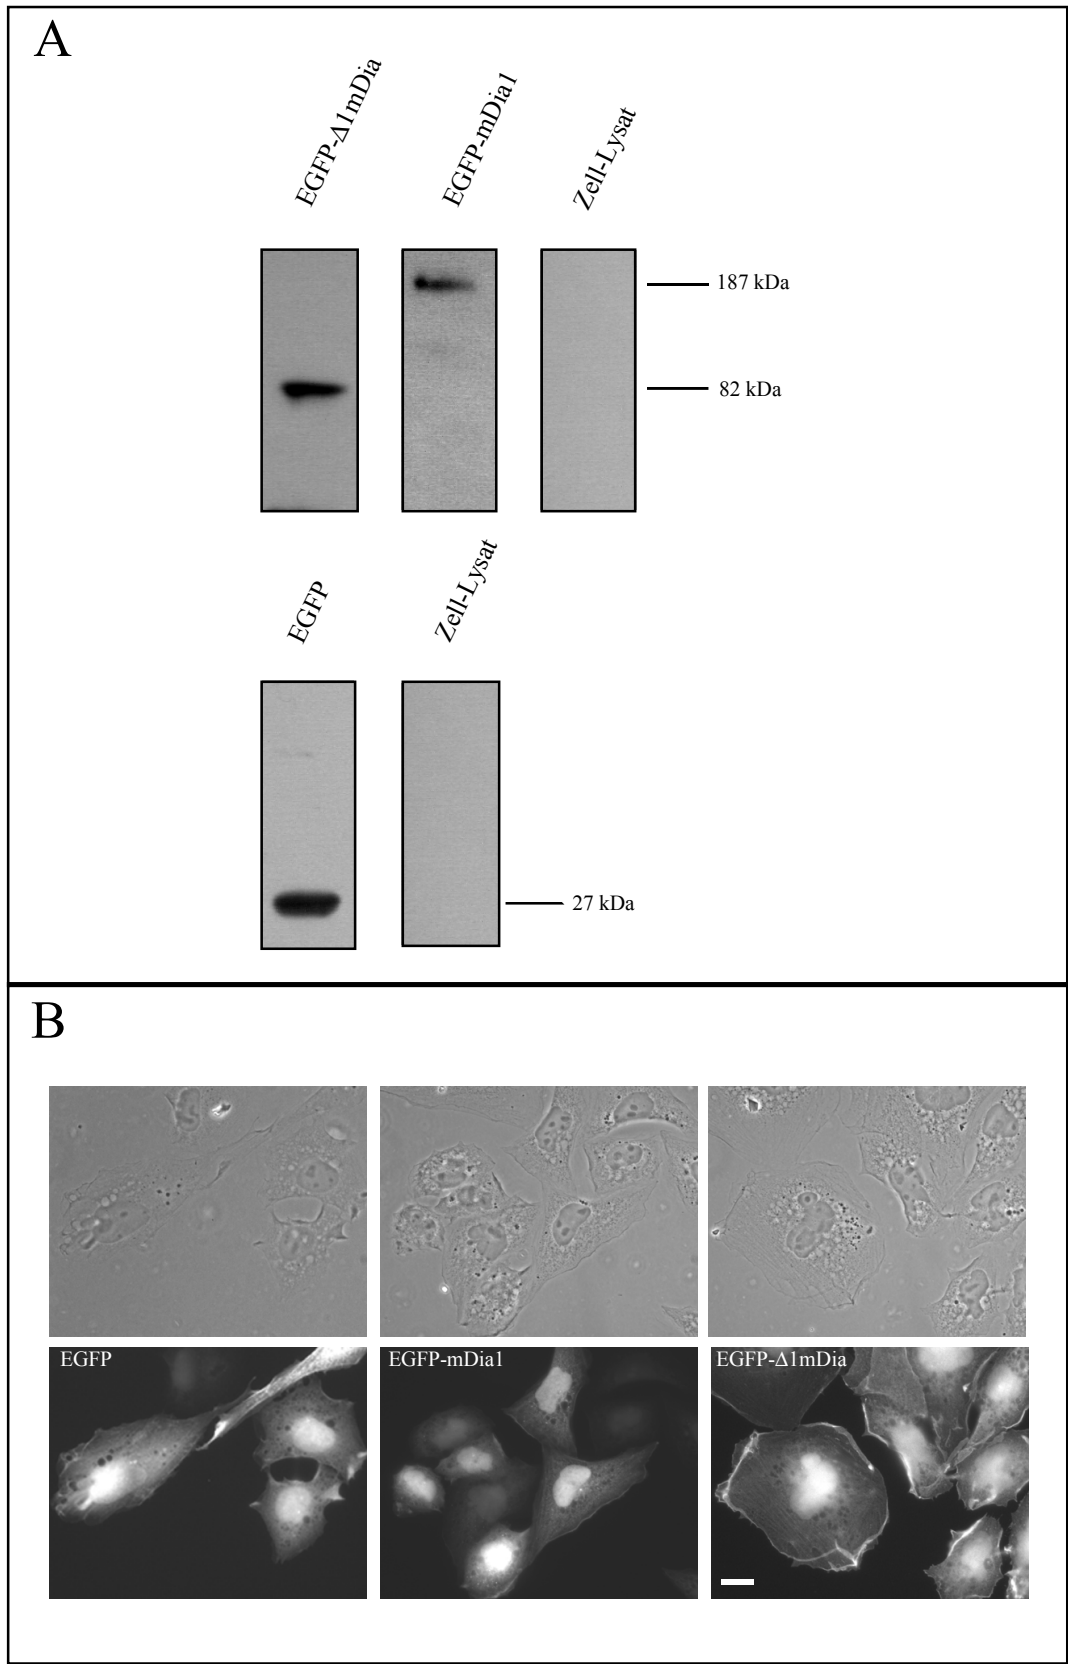 A
EGFP-Δ1mDia
EGFP-mDia1
Zell-Lysat
187 kDa
82 kDa
EGFP
Zell-Lysat
27 kDa
B
EGFP
EGFP-mDia1
EGFP-Δ1mDia